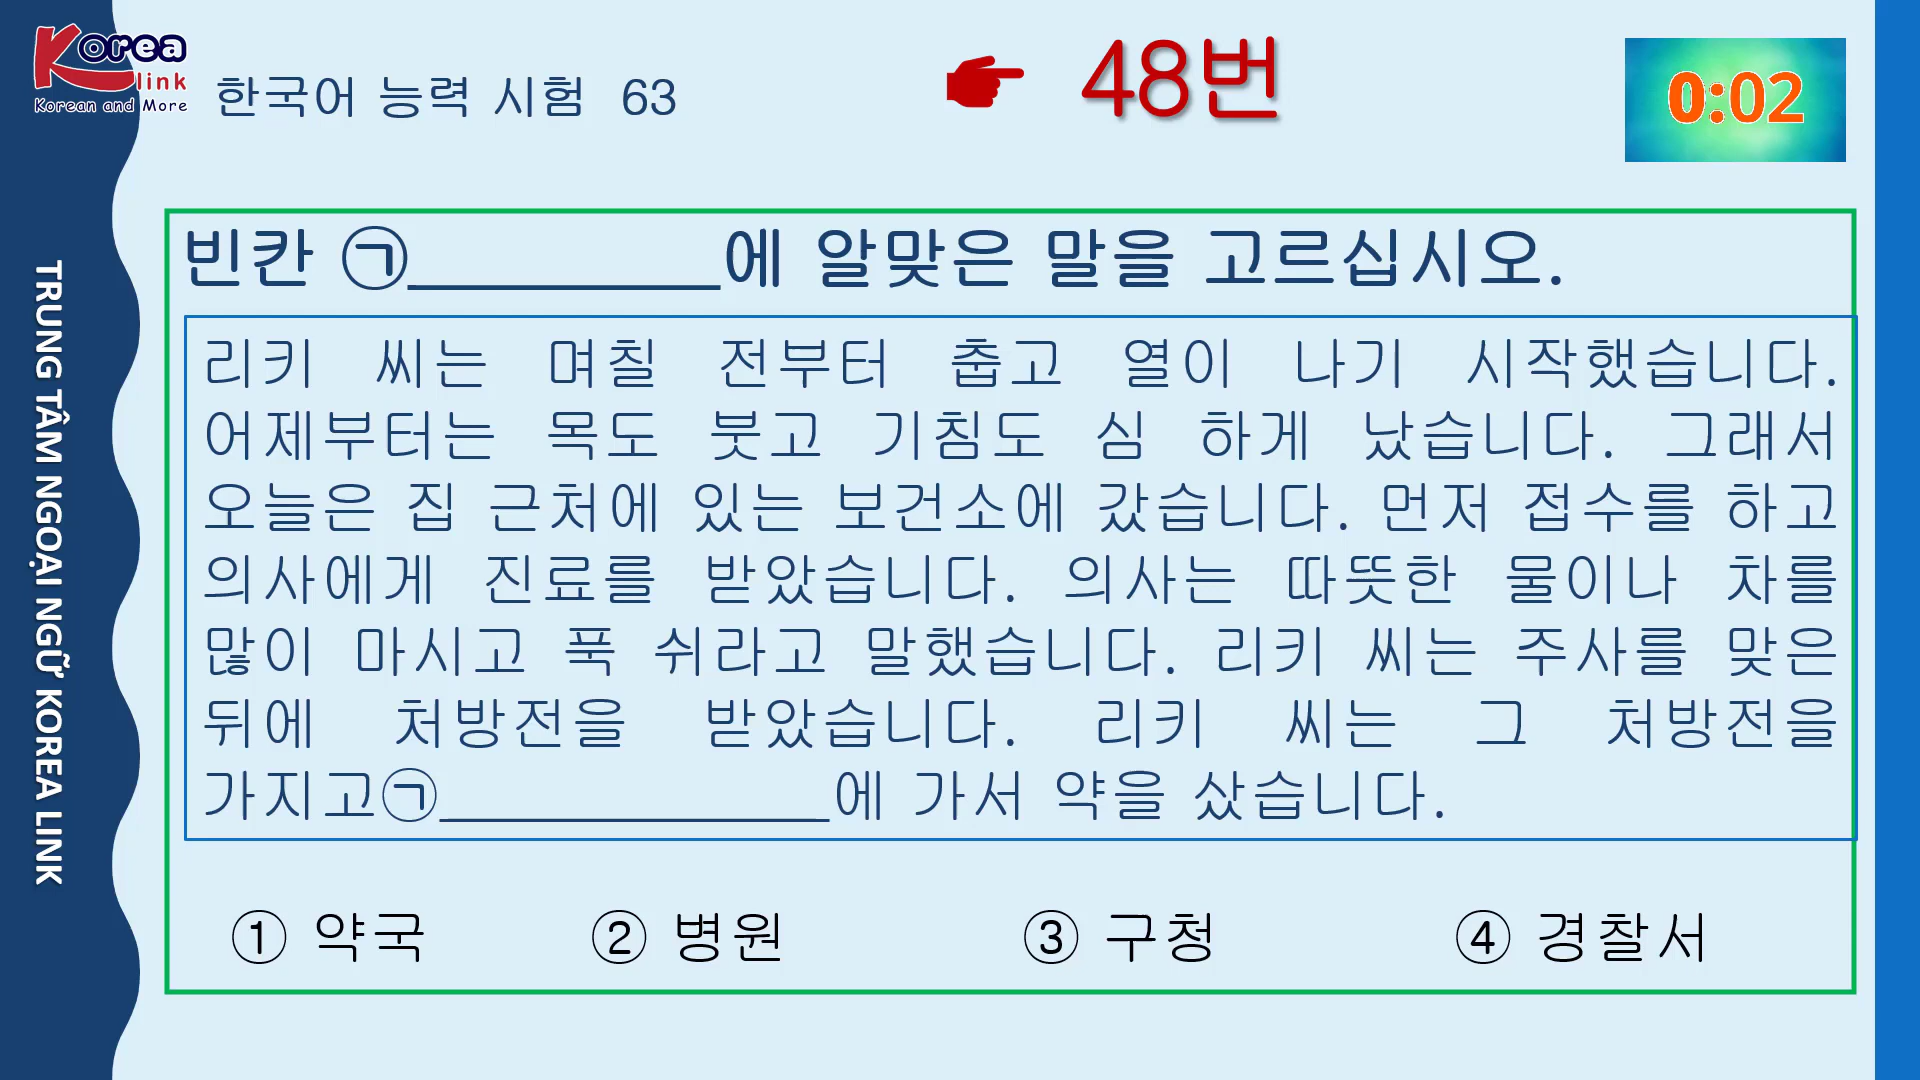 Korea
link
Korean and More
한국어 능력 시험 63
48번
0:02
TRUNG TÂM NGOẠI NGỮ KOREA LINK
빈칸 ㉠_________에 알맞은 말을 고르십시오.
리키 씨는 며칠 전부터 춥고 열이 나기 시작했습니다.
어제부터는 목도 붓고 기침도 심 하게 났습니다. 그래서
오늘은 집 근처에 있는 보건소에 갔습니다. 먼저 접수를 하고
의사에게 진료를 받았습니다. 의사는 따뜻한 물이나 차를
많이 마시고 푹 쉬라고 말했습니다. 리키 씨는 주사를 맞은
뒤에 처방전을 받았습니다. 리키 씨는 그 처방전을
가지고㉠_____________에 가서 약을 샀습니다.
① 약국 ② 병원 ③ 구청 ④ 경찰서